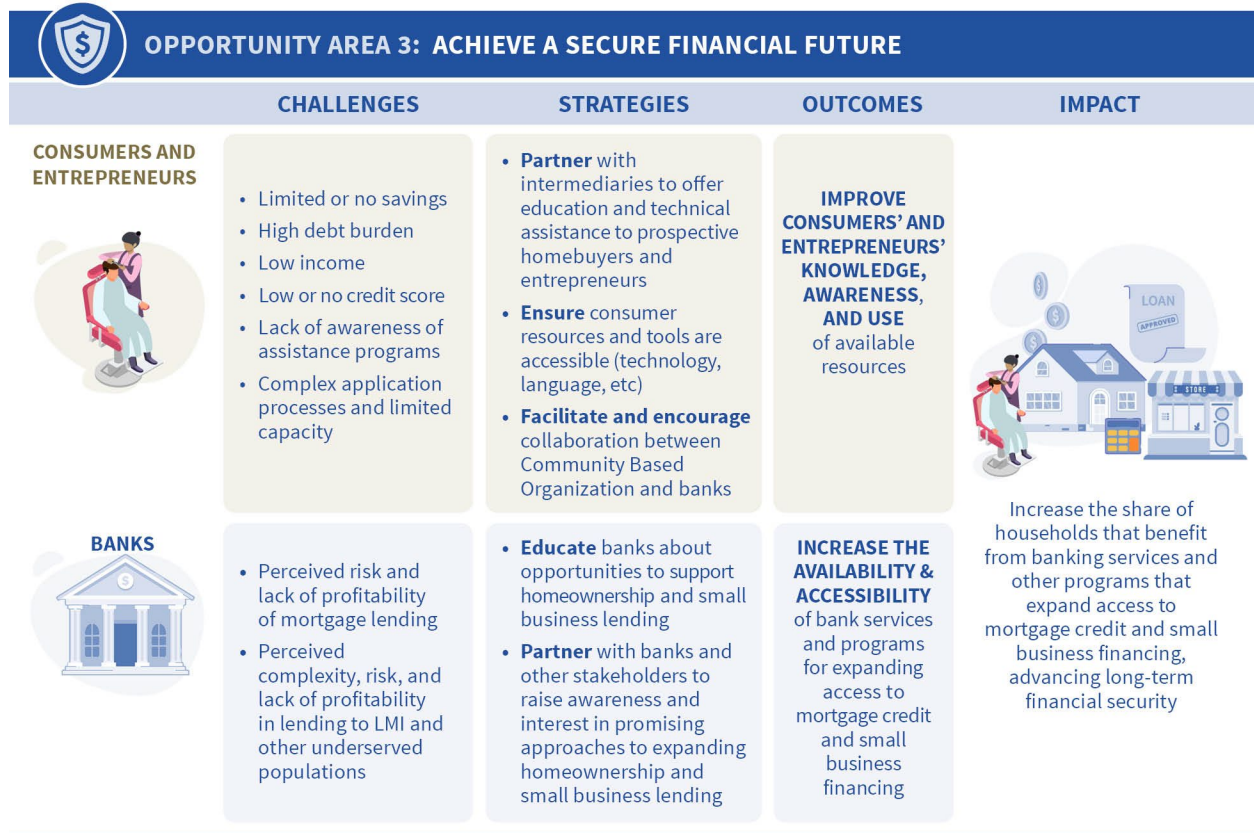 OPPORTUNITY AREA 3: ACHIEVE A SECURE FINANCIAL FUTURE
CHALLENGES
STRATEGIES
OUTCOMES
IMPACT
CONSUMERS AND
ENTREPRENEURS
• Limited or no savings
• High debt burden
• Low income
• Low or no credit score
• Lack of awareness of
assistance programs
• Complex application
processes and limited
capacity
• Partner with
intermediaries to offer
education and technical
assistance to prospective
homebuyers and
entrepreneurs
• Ensure consumer
resources and tools are
accessible (technology,
language, etc)
• Facilitate and encourage
collaboration between
Community Based
Organization and banks
IMPROVE
CONSUMERS’ AND
ENTREPRENEURS’
KNOWLEDGE,
AWARENESS,
AND USE
of available
resources
BANKS
• Perceived risk and
lack of profitability
of mortgage lending
• Perceived
complexity, risk, and
lack of profitability
in lending to LMI and
other underserved
populations
• Educate banks about
opportunities to support
homeownership and small
business lending
• Partner with banks and
other stakeholders to
raise awareness and
interest in promising
approaches to expanding
homeownership and
small business lending
INCREASE THE
AVAILABILITY &
ACCESSIBILITY
of bank services
and programs
for expanding
access to
mortgage credit
and small
business
financing
LOAN
APPROVED
STORE
Increase the share of
households that benefit
from banking services and
other programs that
expand access to
mortgage credit and small
business financing,
advancing long-term
financial security